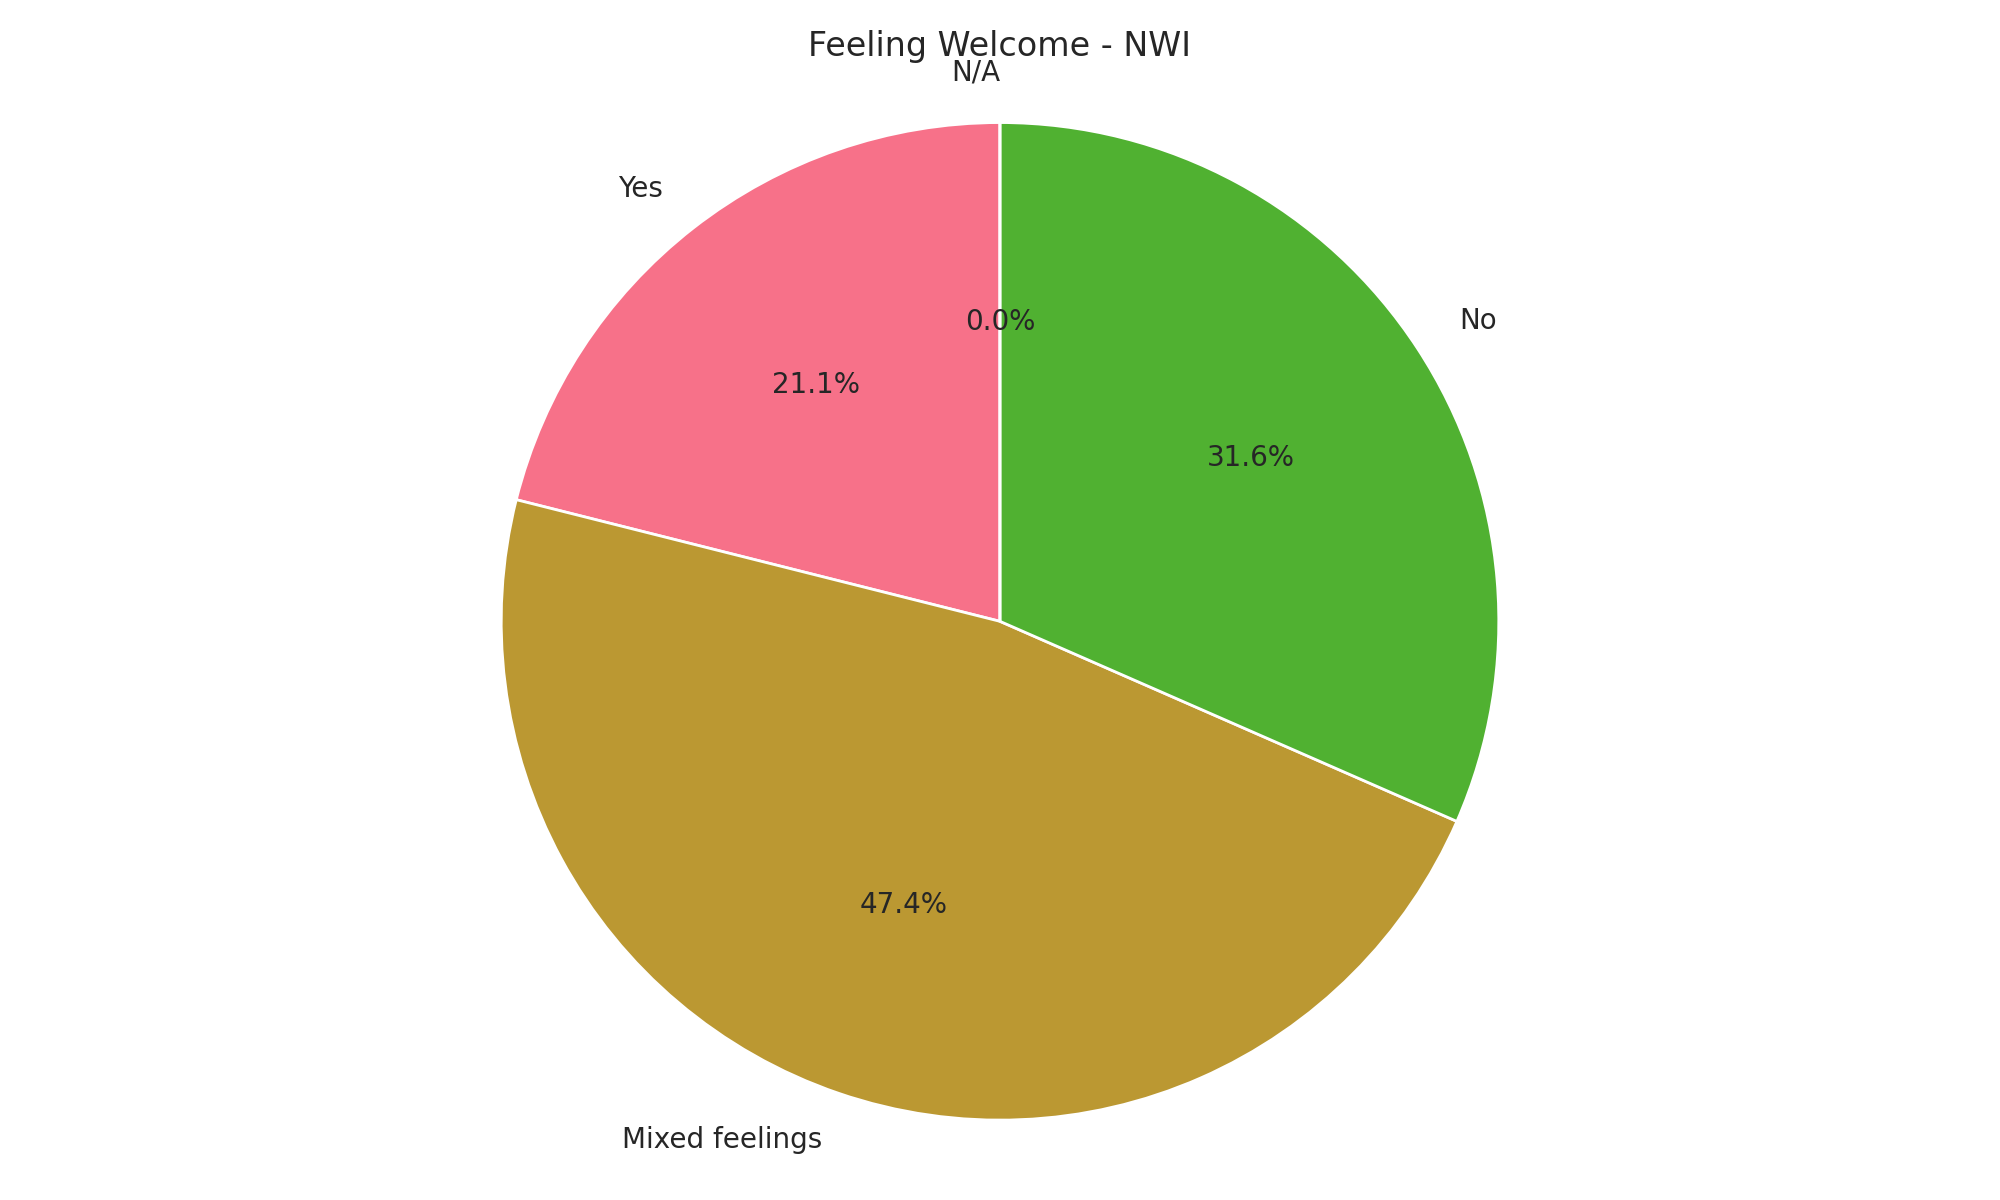 Feeling Welcome - NWI
N/A
Yes
No
0.0%
21.1%
31.6%
47.4%
Mixed feelings